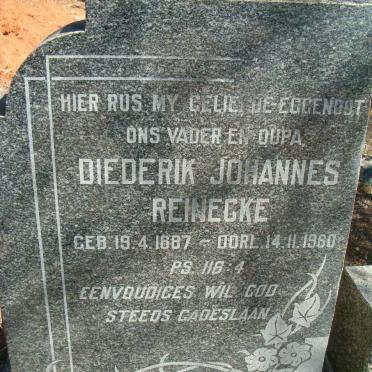 HIER RUS MY GELIEFDE EGGENOOT
ONS VADER EN OUPA
DIEDERIK JOHANNES
REINECKE
GEB. 19.4.1887 – OORL. 14.11.1960
PS. 116:4
EENVOUDIGES WIL GOD
STEEDS GADESLAAN